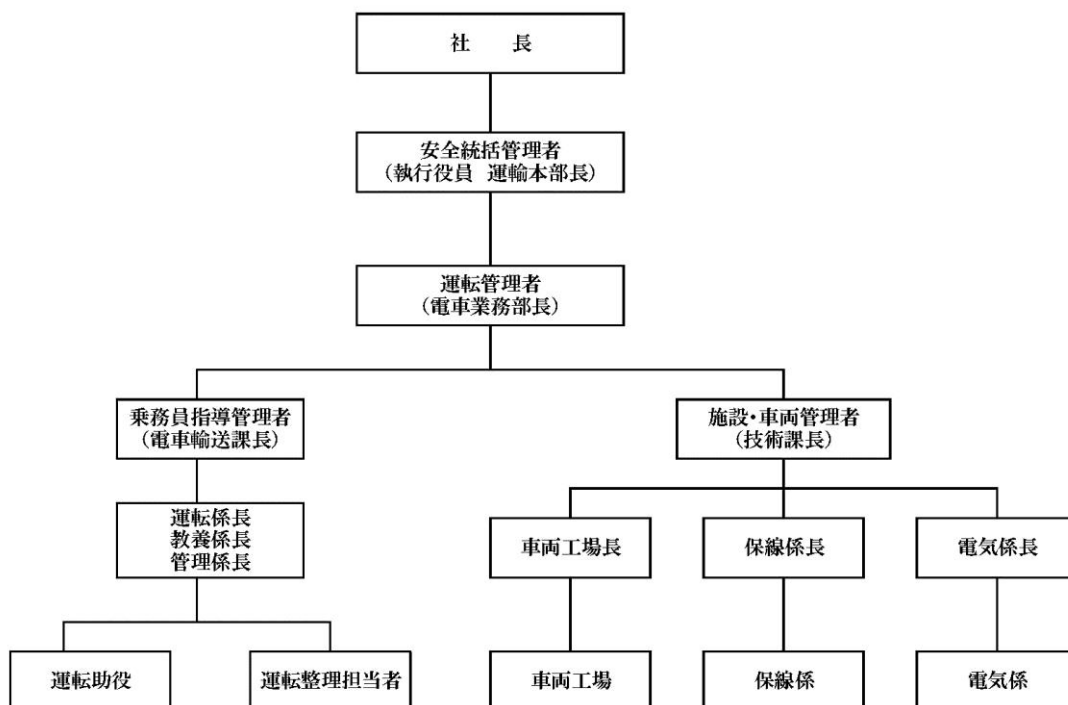 社　長
安全統括管理者
（執行役員　運輸本部長）
運転管理者
（電車業務部長）
乗務員指導管理者
（電車輸送課長）
施設・車両管理者
（技術課長）
運転係長
教養係長
管理係長
車両工場長
保線係長
電気係長
運転助役
運転整理担当者
車両工場
保線係
電気係